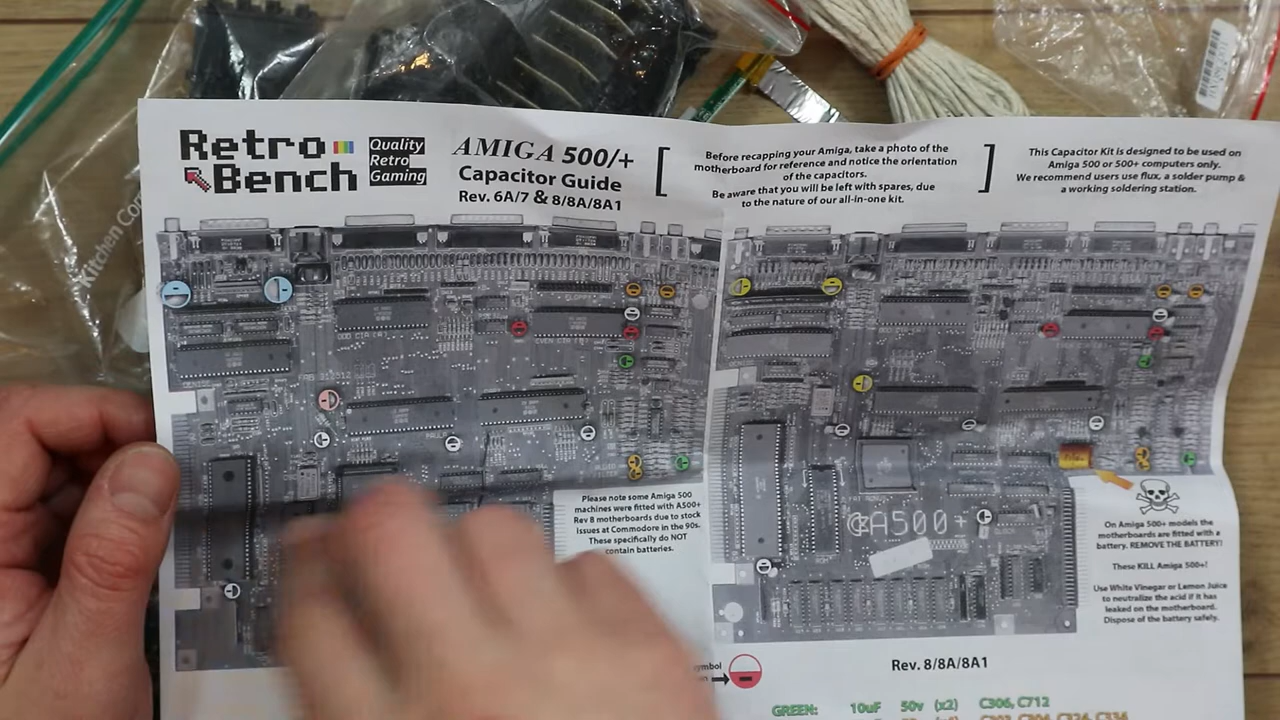 Retro
Bench
Quality
Retro
Gaming
AMIGA 500/+
Capacitor Guide
Rev. 6A/7 & 8/8A/8A1
Before recapping your Amiga, take a photo of the
motherboard for reference and notice the orientation
of the capacitors.
Be aware that you will be left with spares, due
to the nature of our all-in-one kit.
This Capacitor Kit is designed to be used on
Amiga 500 or 500+ computers only.
We recommend users use flux, a solder pump &
a working soldering station.
Kitchen Co
Please note some Amiga 500
machines were fitted with A500+
Rev 8 motherboards due to stock
issues at Commodore in the 90s.
These specifically do NOT
contain batteries.
A500+
On Amiga 500+ models the
motherboards are fitted with a
battery. REMOVE THE BATTERY!
These KILL Amiga 500+!
Use White Vinegar or Lemon Juice
to neutralize the acid if it has
leaked on the motherboard.
Dispose of the battery safely.
Rev. 8/8A/8A1
GREEN: 10uF 50v (x2) C306, C712